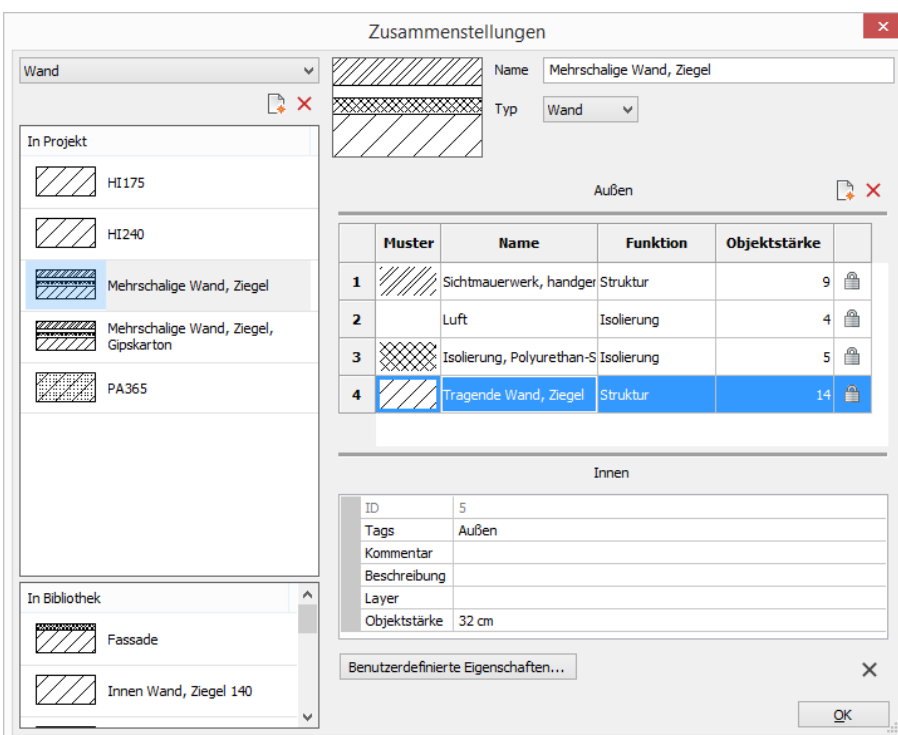 Zusammenstellungen
Wand
In Projekt
HI175
HI240
Mehrschalige Wand, Ziegel
Mehrschalige Wand, Ziegel,
Gipskarton
PA365
In Bibliothek
Fassade
Innen Wand, Ziegel 140
Name Mehrschalige Wand, Ziegel
Typ Wand
Außen
Muster Name Funktion Objektstärke
1 Sichtmauerwerk, handger Struktur 9
2 Luft Isolierung 4
3 Isolierung, Polyurethan-S Isolierung 5
4 Tragende Wand, Ziegel Struktur 14
Innen
ID 5
Tags Außen
Kommentar
Beschreibung
Layer
Objektstärke 32 cm
Benutzerdefinierte Eigenschaften...
OK